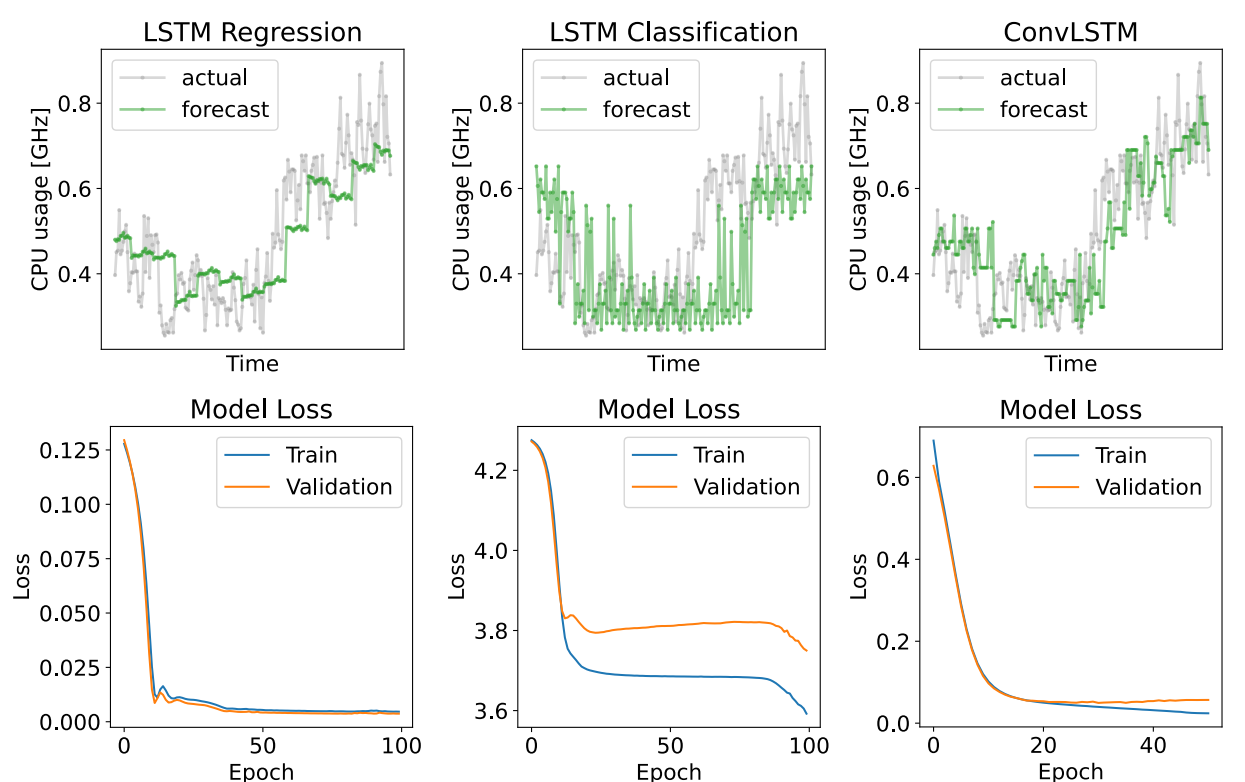 LSTM Regression
LSTM Classification
ConvLSTM
CPU usage [GHz]
0.8
0.6
0.4
actual
forecast
Time
CPU usage [GHz]
0.8
0.6
0.4
actual
forecast
Time
CPU usage [GHz]
0.8
0.6
0.4
actual
forecast
Time
Model Loss
Loss
0.125
0.100
0.075
0.050
0.025
0.000
Train
Validation
0 50 100
Epoch
Model Loss
Loss
4.2
4.0
3.8
3.6
Train
Validation
0 50 100
Epoch
Model Loss
Loss
0.6
0.4
0.2
0.0
Train
Validation
0 20 40
Epoch